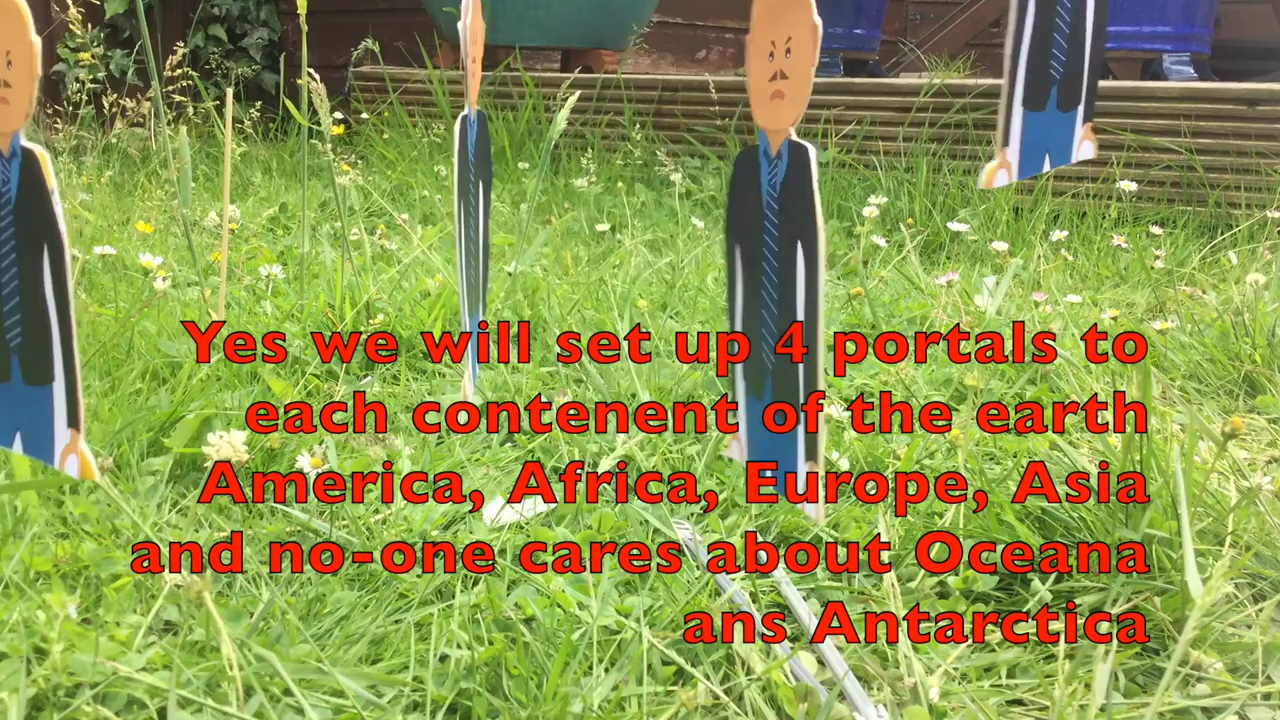 Yes we will set up 4 portals to
each contenent of the earth
America, Africa, Europe, Asia
and no-one cares about Oceana
ans Antarctica